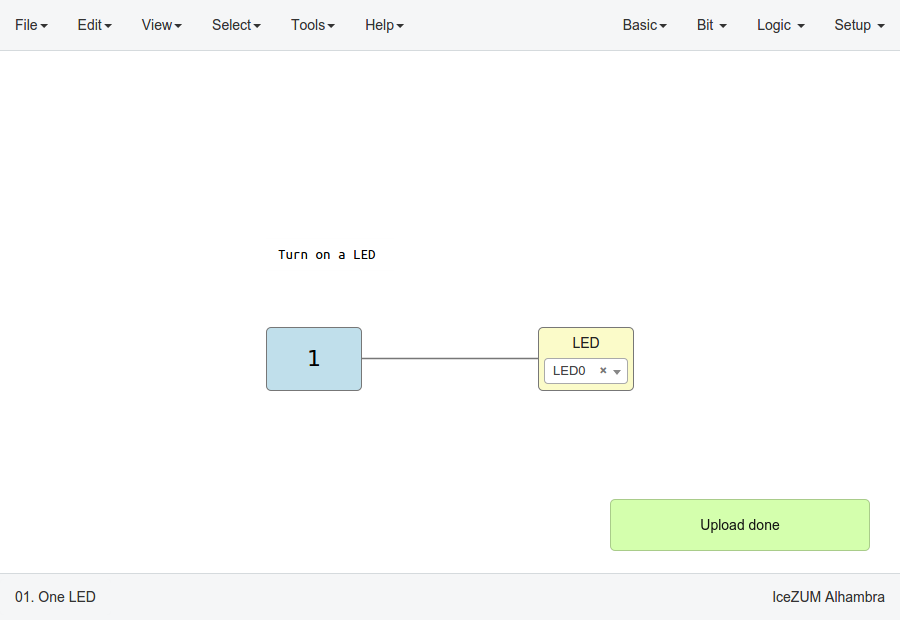 File Edit View Select Tools Help Basic Bit Logic Setup
Turn on a LED
1
LED
LED0 ×
Upload done
01. One LED IceZUM Alhambra